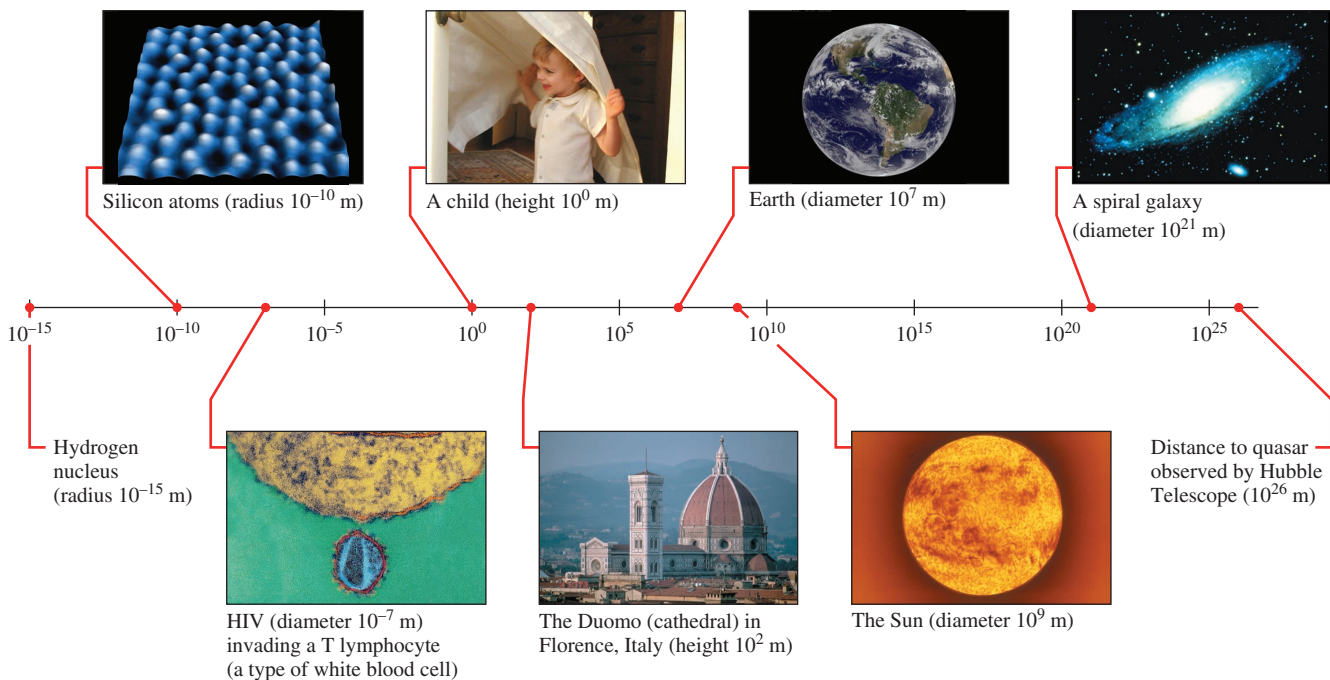 Silicon atoms (radius 10⁻¹⁰ m)
A child (height 10⁰ m)
Earth (diameter 10⁷ m)
A spiral galaxy
(diameter 10²¹ m)
10⁻¹⁵
10⁻¹⁰
10⁻⁵
10⁰
10⁵
10¹⁰
10¹⁵
10²⁰
10²⁵
Hydrogen
nucleus
(radius 10⁻¹⁵ m)
HIV (diameter 10⁻⁷ m)
invading a T lymphocyte
(a type of white blood cell)
The Duomo (cathedral) in
Florence, Italy (height 10² m)
The Sun (diameter 10⁹ m)
Distance to quasar
observed by Hubble
Telescope (10²⁶ m)